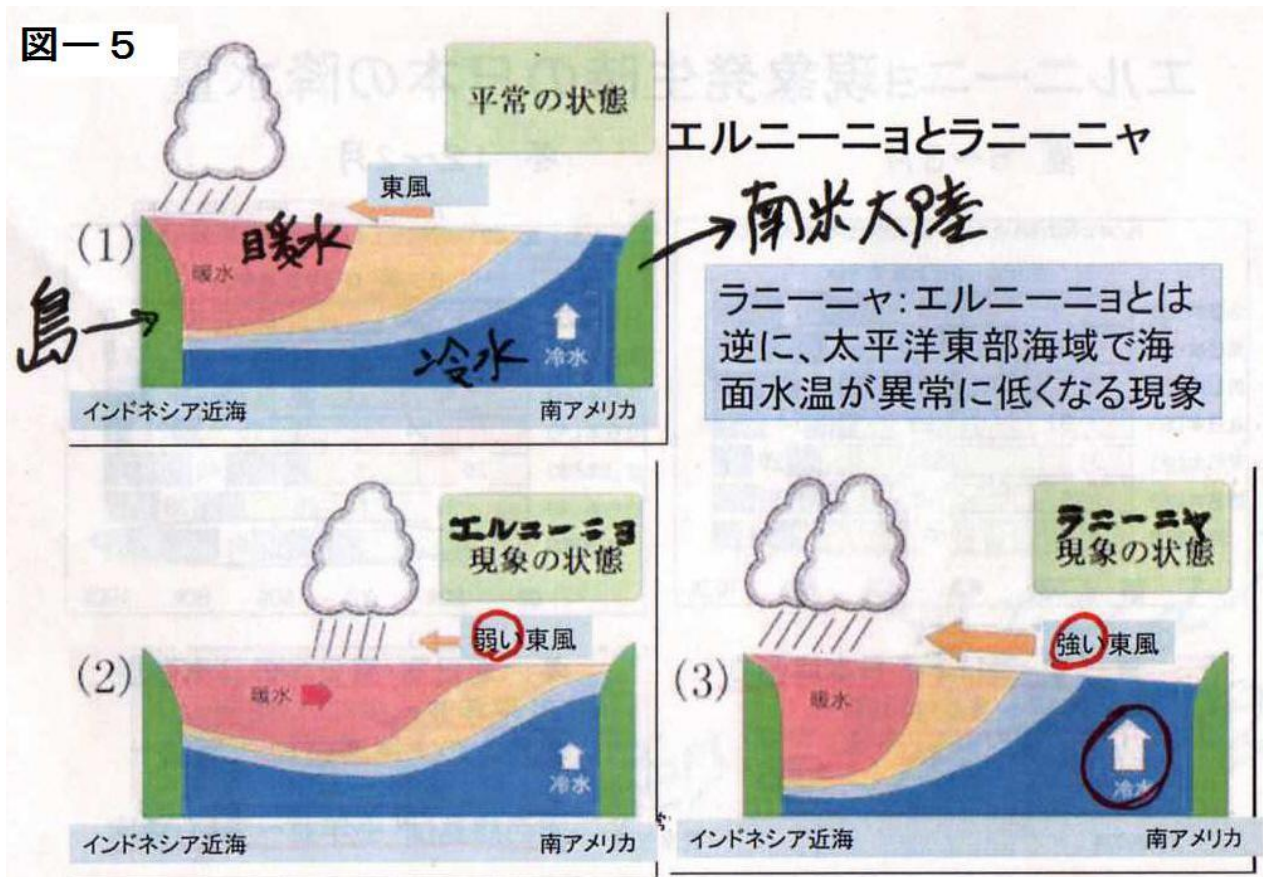 図－５
平常の状態
エルニーニョとラニーニャ
東風
→南米大陸
(1)
暖水
暖水
島→
冷水
冷水
インドネシア近海
南アメリカ
ラニーニャ：エルニーニョとは
逆に、太平洋東部海域で海
面水温が異常に低くなる現象
エルニーニョ
現象の状態
弱い東風
(2)
暖水
冷水
インドネシア近海
南アメリカ
ラニーニャ
現象の状態
強い東風
(3)
暖水
冷水
インドネシア近海
南アメリカ